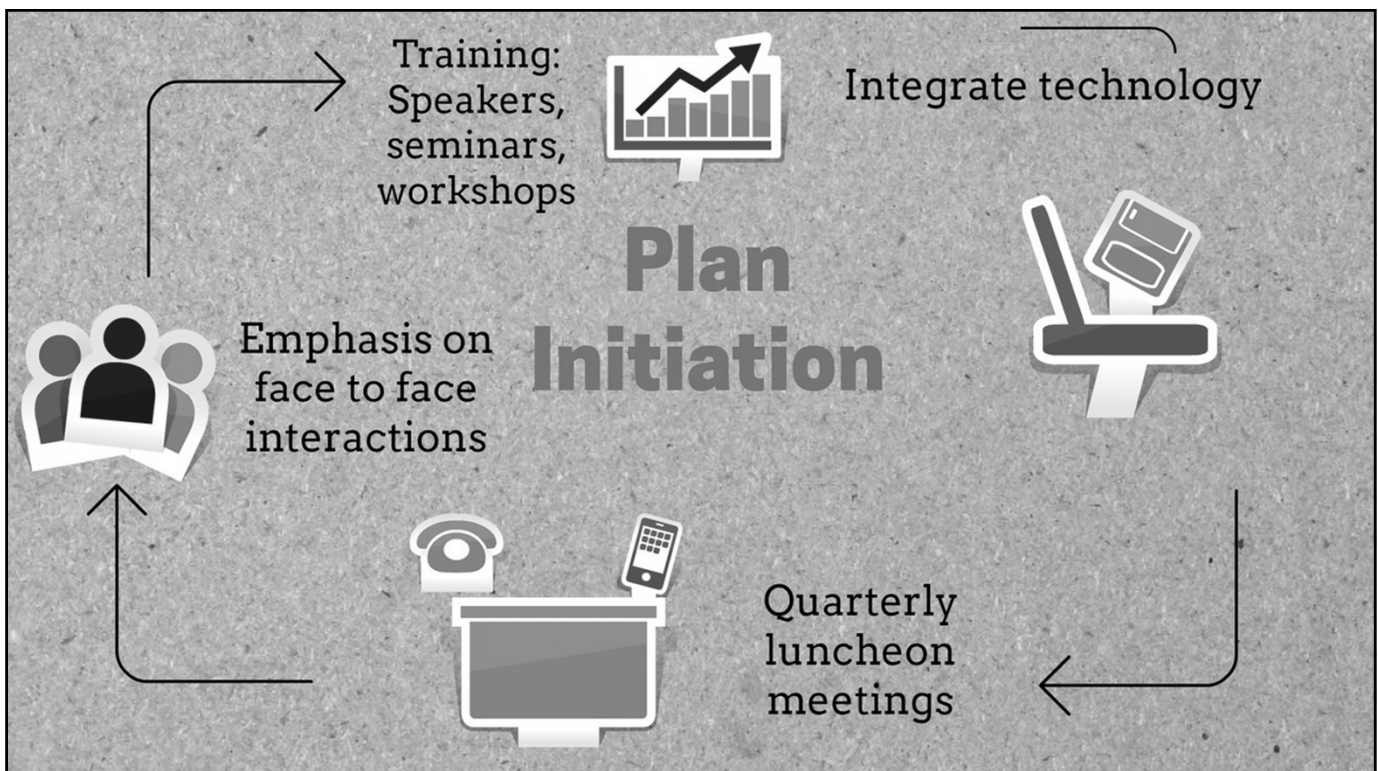 Training:
Speakers,
seminars,
workshops
Integrate technology
Plan
Initiation
Emphasis on
face to face
interactions
Quarterly
luncheon
meetings